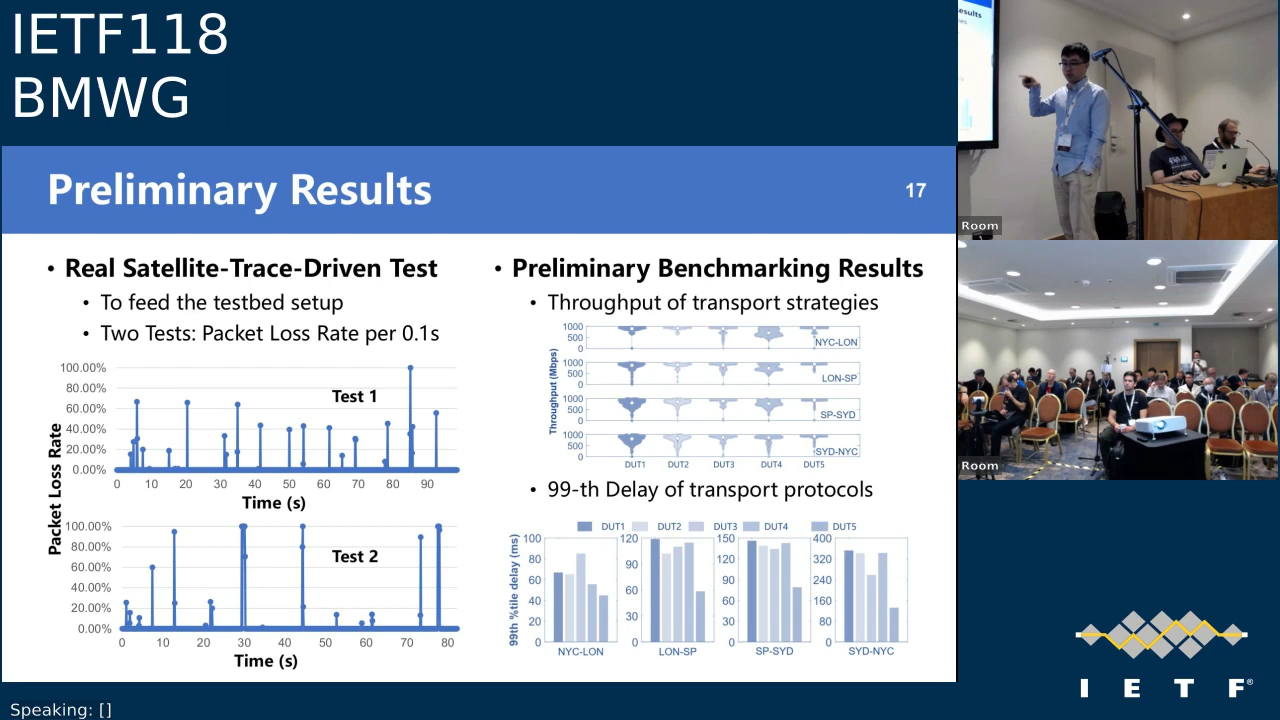 IETF118
BMWG
Preliminary Results
17
• Real Satellite-Trace-Driven Test
• To feed the testbed setup
• Two Tests: Packet Loss Rate per 0.1s
Packet Loss Rate
100.00%
80.00%
60.00%
40.00%
20.00%
0.00%
Test 1
0 10 20 30 40 50 60 70 80 90
Time (s)
100.00%
80.00%
60.00%
40.00%
20.00%
0.00%
Test 2
0 10 20 30 40 50 60 70 80
Time (s)
• Preliminary Benchmarking Results
• Throughput of transport strategies
Throughput (Mbps)
1000
500
0
NYC-LON
1000
500
0
LON-SP
1000
500
0
SP-SYD
1000
500
0
SYD-NYC
DUT1 DUT2 DUT3 DUT4 DUT5
• 99-th Delay of transport protocols
DUT1 DUT2 DUT3 DUT4 DUT5
99th %tile delay (ms)
100
80
60
40
20
0
NYC-LON
120
90
60
30
0
LON-SP
150
120
90
60
30
0
SP-SYD
400
320
240
160
80
0
SYD-NYC
esults
Room
Room
I E T F®
Speaking: []